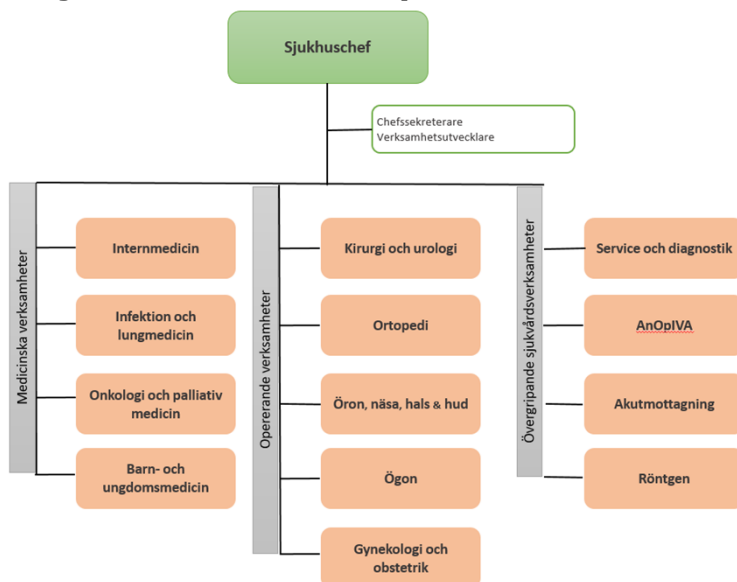 Sjukhuschef
Chefssekreterare
Verksamhetsutvecklare
Medicinska verksamheter
Internmedicin
Infektion och
lungmedicin
Onkologi och palliativ
medicin
Barn- och
ungdomsmedicin
Opererande verksamheter
Kirurgi och urologi
Ortopedi
Öron, näsa, hals & hud
Ögon
Gynekologi och
obstetrik
Övergripande sjukvårdsverksamheter
Service och diagnostik
AnOpIVA
Akutmottagning
Röntgen